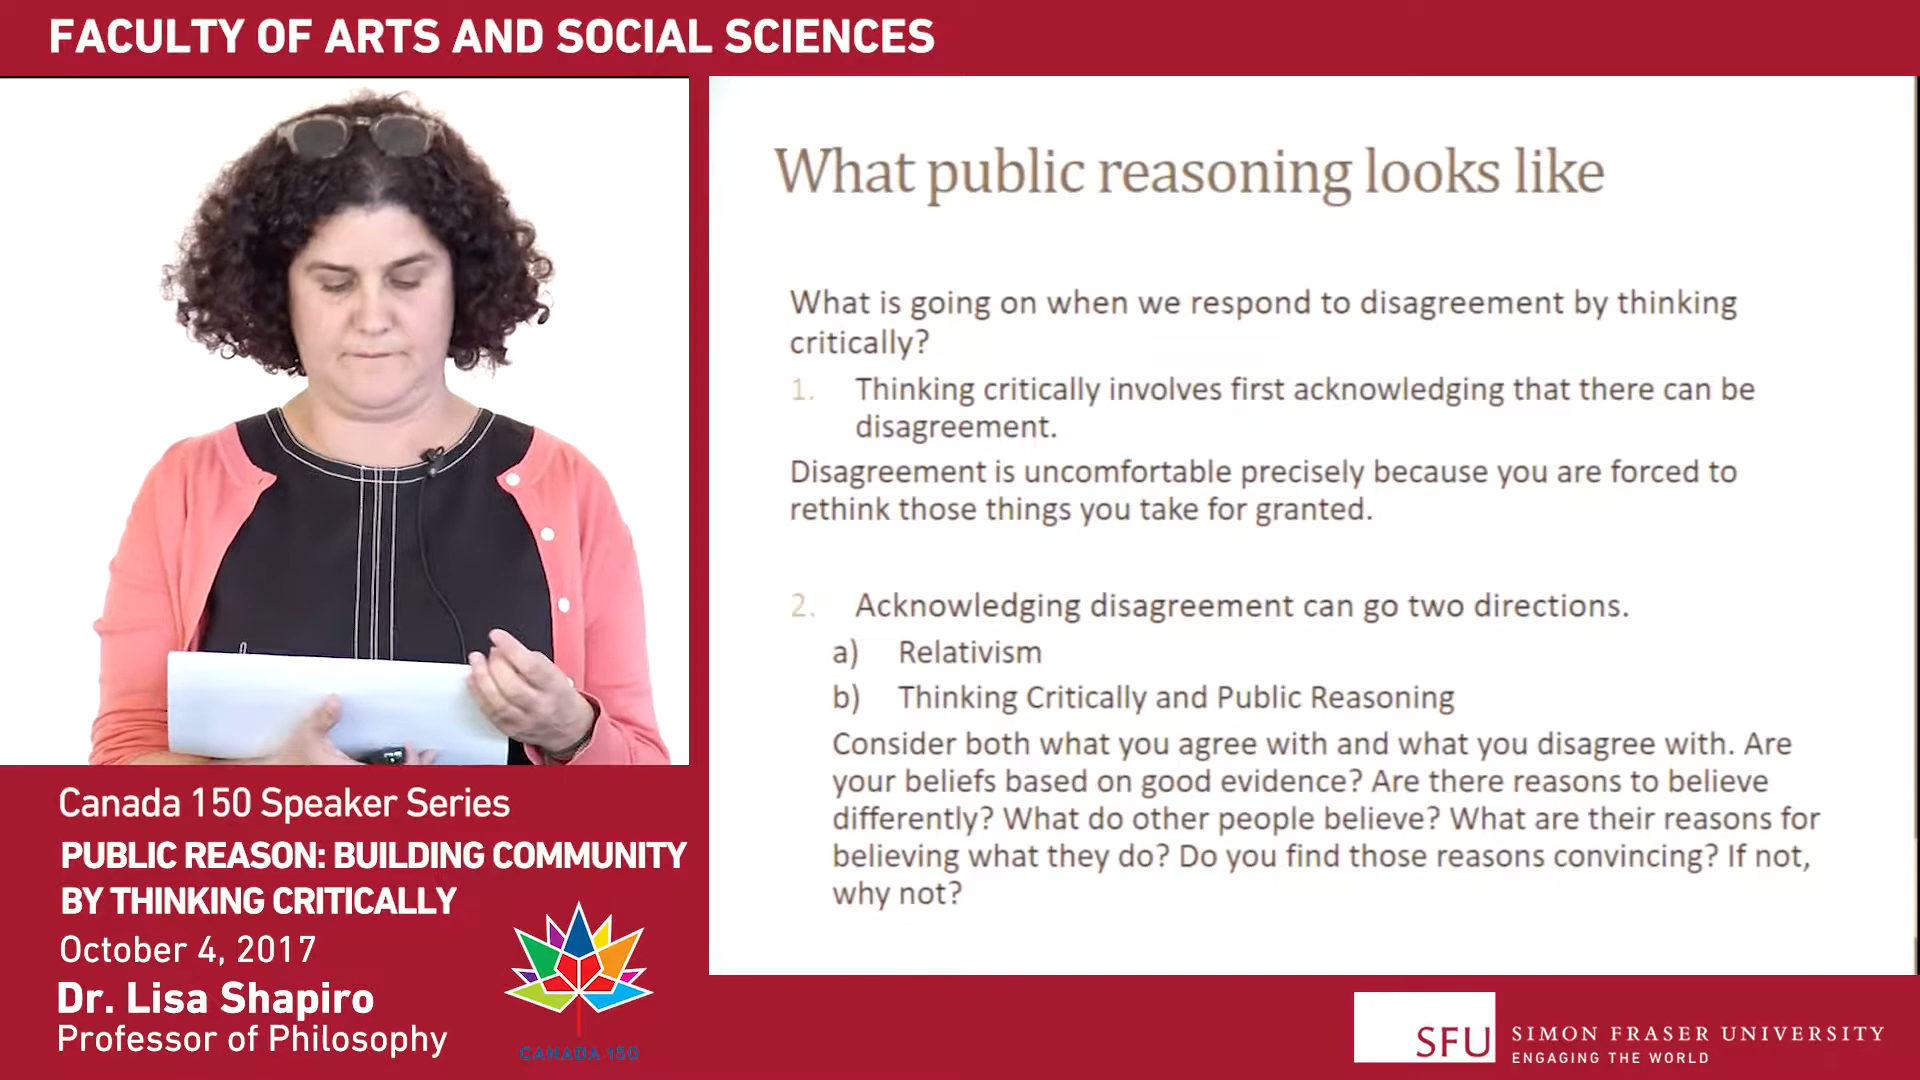 FACULTY OF ARTS AND SOCIAL SCIENCES
What public reasoning looks like
What is going on when we respond to disagreement by thinking
critically?
1. Thinking critically involves first acknowledging that there can be
disagreement.
Disagreement is uncomfortable precisely because you are forced to
rethink those things you take for granted.
2. Acknowledging disagreement can go two directions.
a) Relativism
b) Thinking Critically and Public Reasoning
Consider both what you agree with and what you disagree with. Are
your beliefs based on good evidence? Are there reasons to believe
differently? What do other people believe? What are their reasons for
believing what they do? Do you find those reasons convincing? If not,
why not?
Canada 150 Speaker Series
PUBLIC REASON: BUILDING COMMUNITY
BY THINKING CRITICALLY
October 4, 2017
Dr. Lisa Shapiro
Professor of Philosophy
CANADA 150
SFU
SIMON FRASER UNIVERSITY
ENGAGING THE WORLD